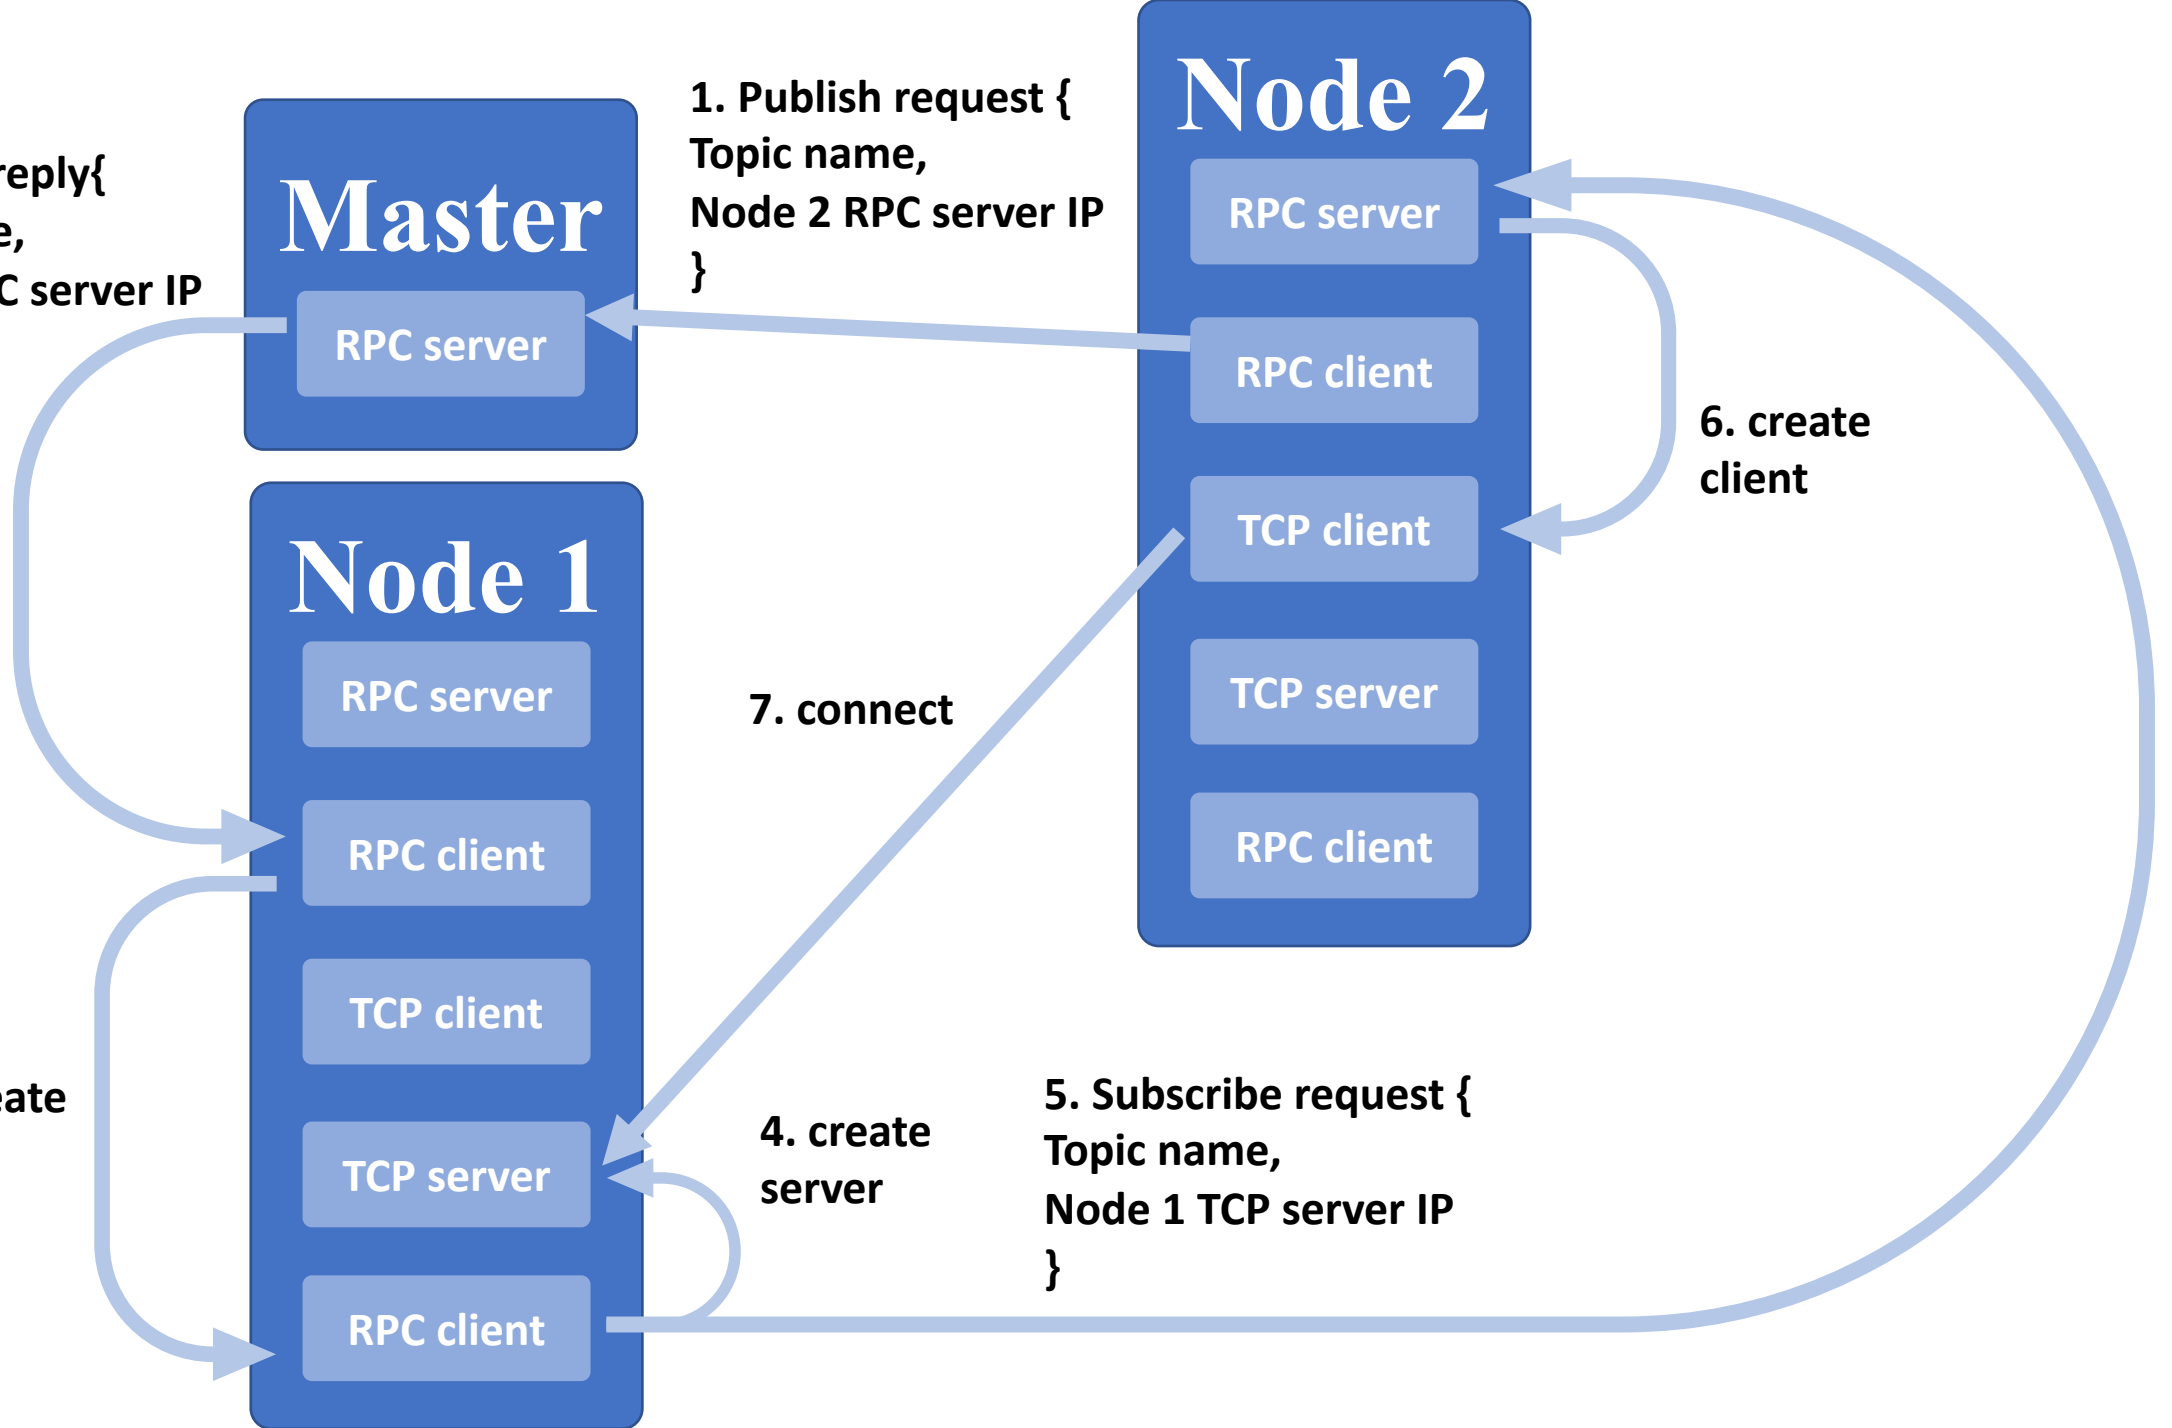 Master
RPC server
reply{
,
server IP
1. Publish request {
Topic name,
Node 2 RPC server IP
}
Node 2
RPC server
RPC client
TCP client
TCP server
RPC client
6. create
client
Node 1
RPC server
RPC client
TCP client
TCP server
RPC client
7. connect
4. create
server
5. Subscribe request {
Topic name,
Node 1 TCP server IP
}